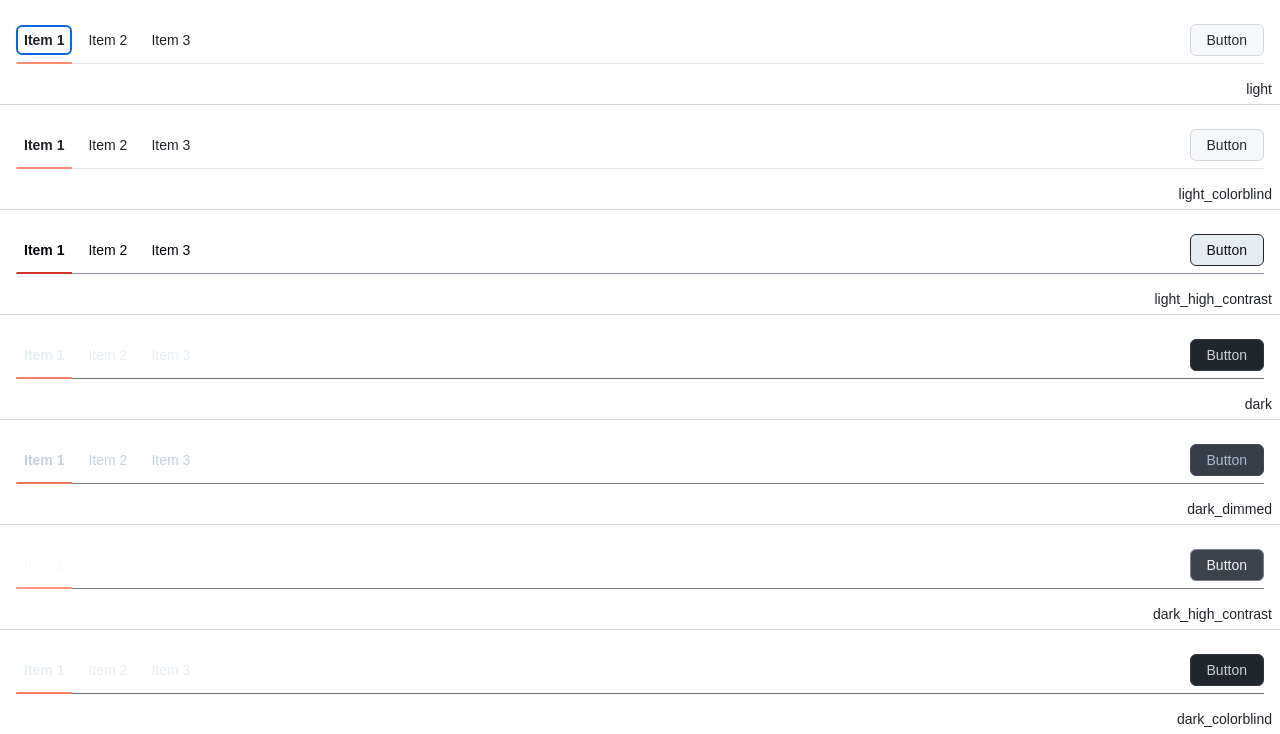 Item 1 Item 2 Item 3 Button
light
Item 1 Item 2 Item 3 Button
light_colorblind
Item 1 Item 2 Item 3 Button
light_high_contrast
Item 1 Item 2 Item 3 Button
dark
Item 1 Item 2 Item 3 Button
dark_dimmed
Button
dark_high_contrast
Item 1 Item 2 Item 3 Button
dark_colorblind